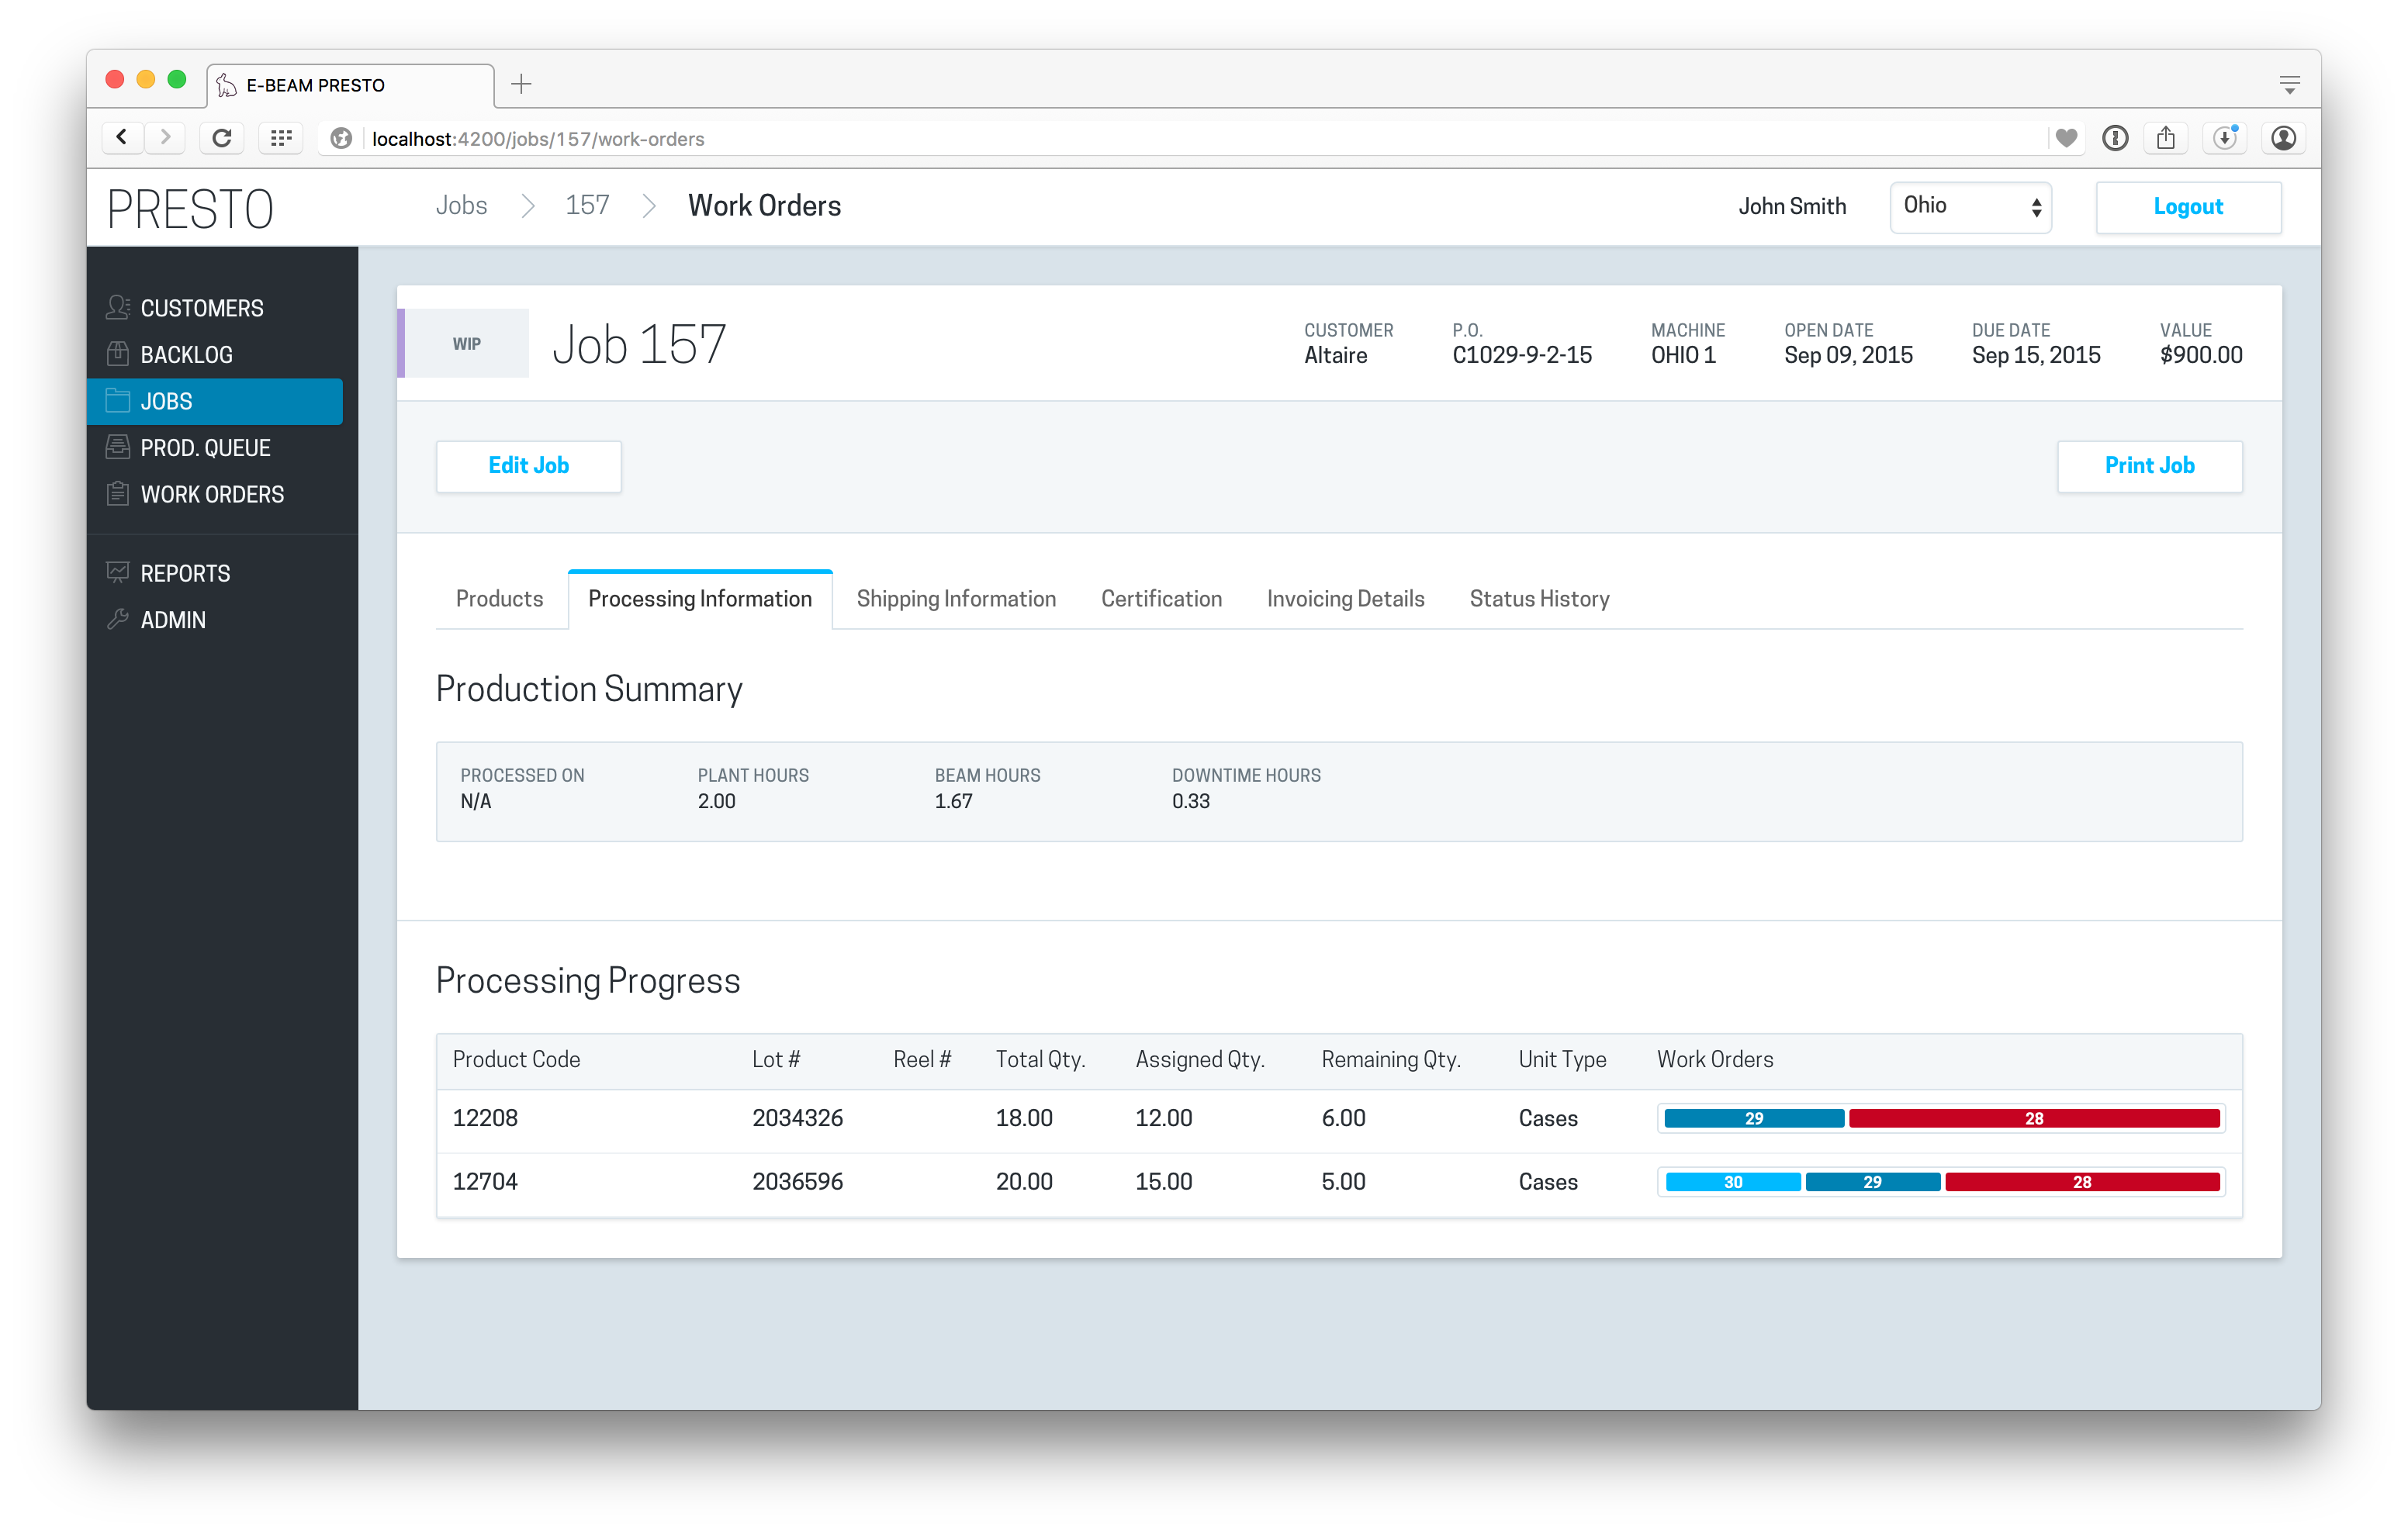 E-BEAM PRESTO
localhost:4200/jobs/157/work-orders
PRESTO
Jobs 157 Work Orders
John Smith
Ohio
Logout
CUSTOMERS
BACKLOG
JOBS
PROD. QUEUE
WORK ORDERS
REPORTS
ADMIN
WIP
Job 157
CUSTOMER P.O. MACHINE OPEN DATE DUE DATE VALUE
Altaire C1029-9-2-15 OHIO 1 Sep 09, 2015 Sep 15, 2015 $900.00
Edit Job
Print Job
Products Processing Information Shipping Information Certification Invoicing Details Status History
Production Summary
PROCESSED ON PLANT HOURS BEAM HOURS DOWNTIME HOURS
N/A 2.00 1.67 0.33
Processing Progress
Product Code Lot # Reel # Total Qty. Assigned Qty. Remaining Qty. Unit Type Work Orders
12208 2034326 18.00 12.00 6.00 Cases 29 28
12704 2036596 20.00 15.00 5.00 Cases 30 29 28